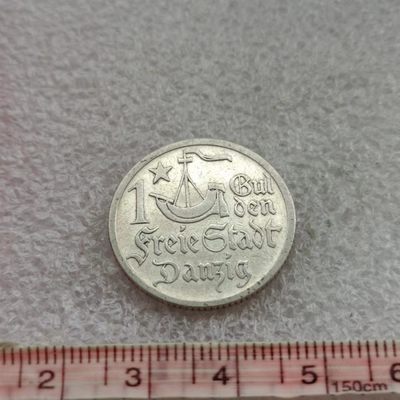 1 Gul
den
Freie Stadt
Danzig
2 3 4 5 6
150cm